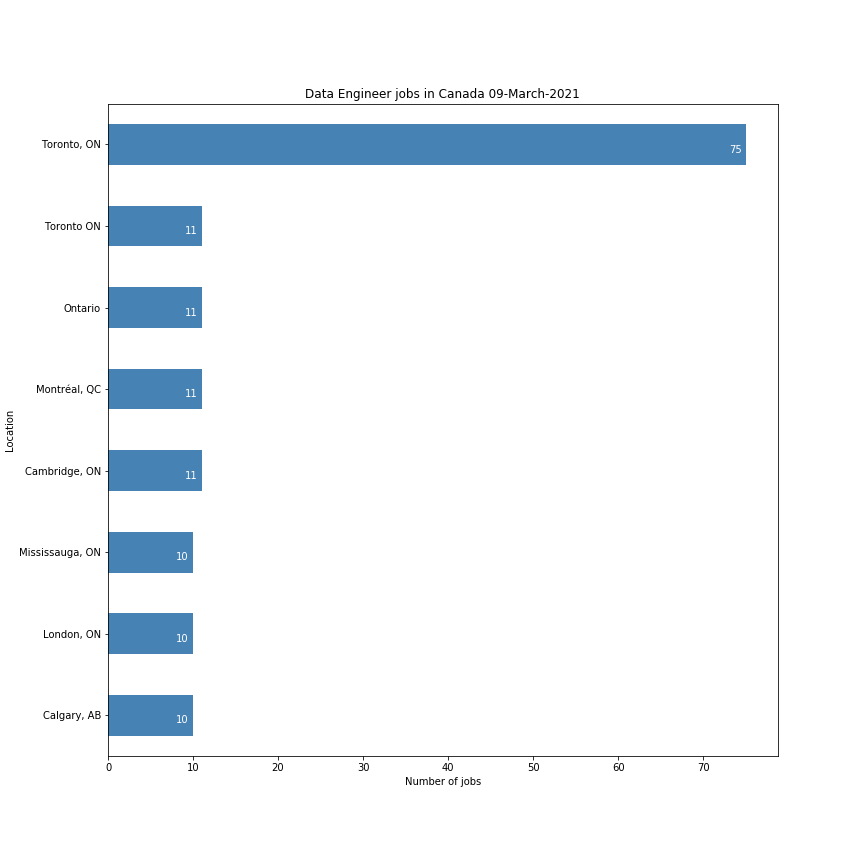 Data Engineer jobs in Canada 09-March-2021
Toronto, ON
75
Toronto ON
11
Ontario
11
Montréal, QC
11
Location
Cambridge, ON
11
Mississauga, ON
10
London, ON
10
Calgary, AB
10
0 10 20 30 40 50 60 70
Number of jobs